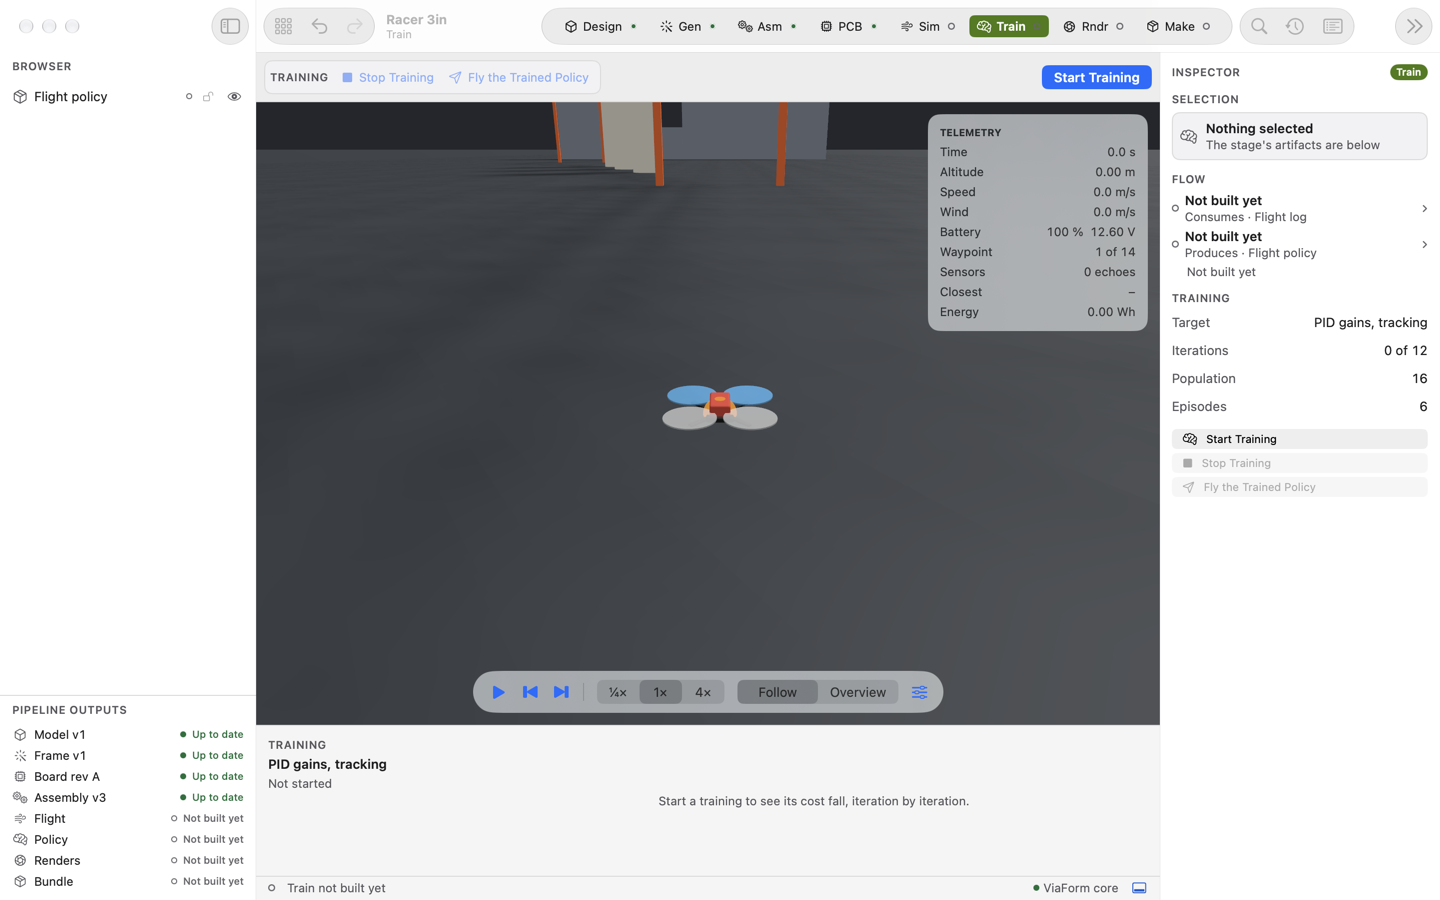 Racer 3in
Train
Design
Gen
Asm
PCB
Sim
Train
Rndr
Make
BROWSER
Flight policy
TRAINING
Stop Training
Fly the Trained Policy
Start Training
TELEMETRY
Time 0.0 s
Altitude 0.00 m
Speed 0.0 m/s
Wind 0.0 m/s
Battery 100 % 12.60 V
Waypoint 1 of 14
Sensors 0 echoes
Closest –
Energy 0.00 Wh
¼× 1× 4× Follow Overview
INSPECTOR
Train
SELECTION
Nothing selected
The stage's artifacts are below
FLOW
Not built yet
Consumes · Flight log
Not built yet
Produces · Flight policy
Not built yet
TRAINING
Target PID gains, tracking
Iterations 0 of 12
Population 16
Episodes 6
Start Training
Stop Training
Fly the Trained Policy
PIPELINE OUTPUTS
Model v1 Up to date
Frame v1 Up to date
Board rev A Up to date
Assembly v3 Up to date
Flight Not built yet
Policy Not built yet
Renders Not built yet
Bundle Not built yet
TRAINING
PID gains, tracking
Not started
Start a training to see its cost fall, iteration by iteration.
Train not built yet
ViaForm core